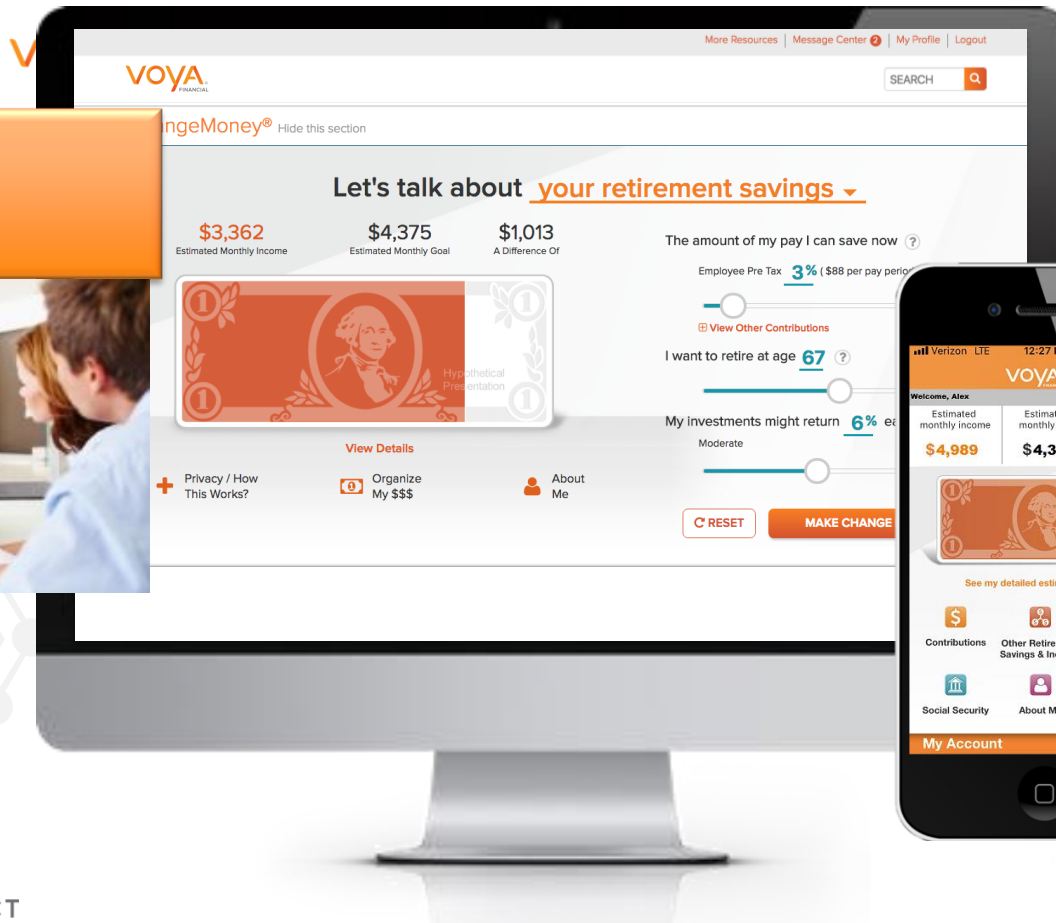 More Resources | Message Center 2 | My Profile | Logout
VOYA
FINANCIAL
SEARCH
ngeMoney® Hide this section
Let's talk about your retirement savings
$3,362
Estimated Monthly Income
$4,375
Estimated Monthly Goal
$1,013
A Difference Of
Hypothetical
Presentation
View Details
Privacy / How
This Works?
Organize
My $$$
About
Me
The amount of my pay I can save now ?
Employee Pre Tax 3% ( $88 per pay period
View Other Contributions
I want to retire at age 67 ?
My investments might return 6% ea
Moderate
RESET
MAKE CHANGE
Verizon LTE 12:27
VOYA
Welcome, Alex
Estimated
monthly income
$4,989
Estimat
monthly
$4,3
See my detailed esti
Contributions
Other Retire
Savings & In
Social Security
About M
My Account
CT